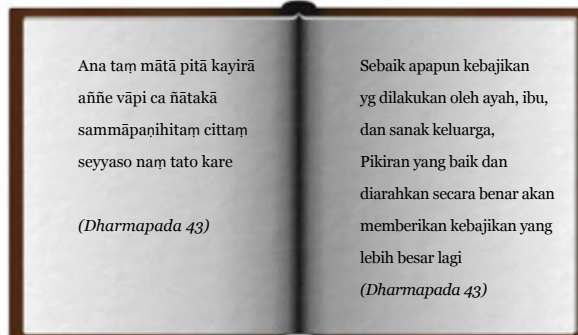 Ana taṃ mātā pitā kayirā
aññe vāpi ca ñātakā
sammāpaṇihitaṃ cittaṃ
seyyaso naṃ tato kare
(Dharmapada 43)
Sebaik apapun kebajikan
yg dilakukan oleh ayah, ibu,
dan sanak keluarga,
Pikiran yang baik dan
diarahkan secara benar akan
memberikan kebajikan yang
lebih besar lagi
(Dharmapada 43)